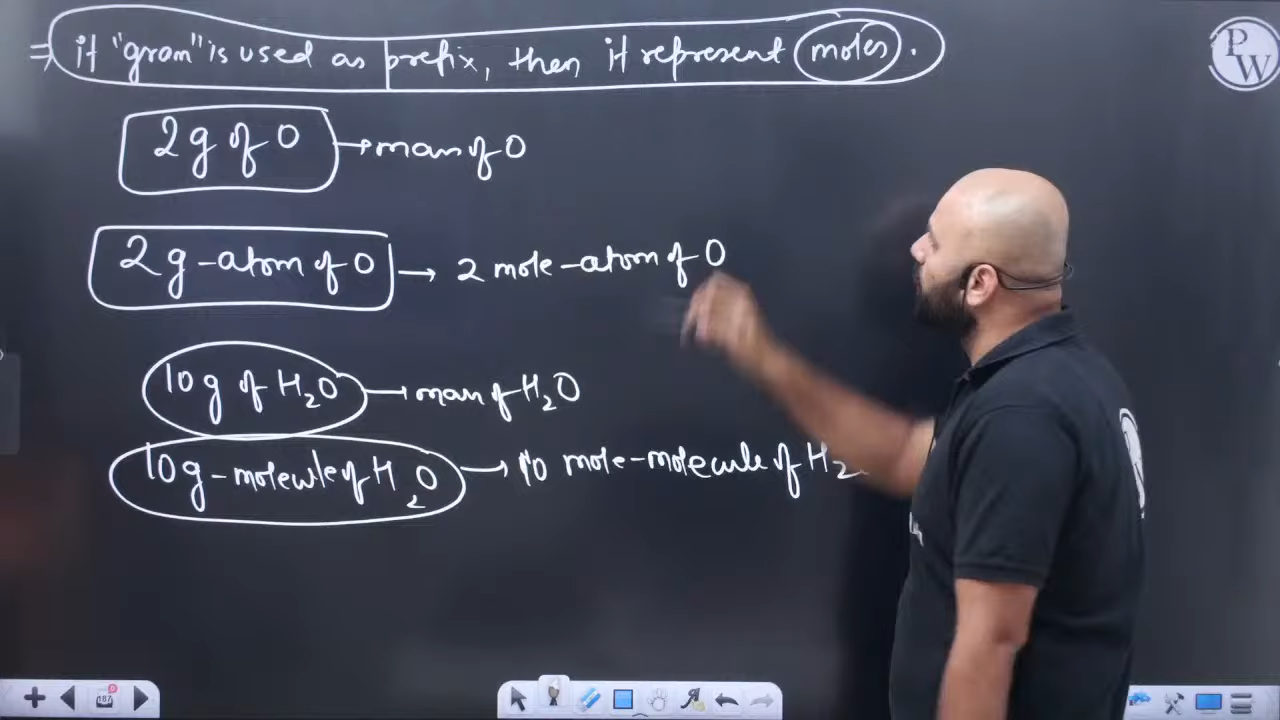 ⇒ if "gram" is used as prefix, then it represent moles.
P
W
2g of O → mass of O
2g-atom of O → 2 mole-atom of O
10g of H₂O → mass of H₂O
10g-molecule of H₂O → 10 mole-molecule of H₂